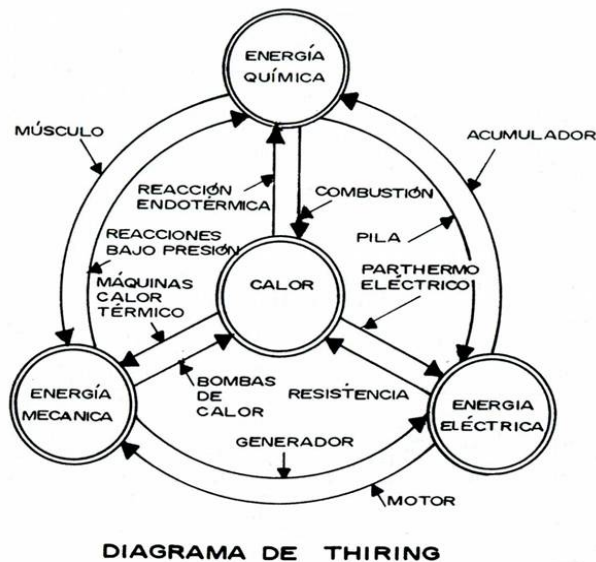 ENERGÍA
QUÍMICA
MÚSCULO
ACUMULADOR
REACCIÓN
ENDOTÉRMICA
COMBUSTIÓN
REACCIONES
BAJO PRESIÓN
PILA
MÁQUINAS
CALOR
TÉRMICO
CALOR
PARTHERMO
ELÉCTRICO
ENERGÍA
MECANICA
BOMBAS
DE
CALOR
RESISTÉNCIA
ENERGIA
ELÉCTRICA
GENERADOR
MOTOR
DIAGRAMA DE THIRING